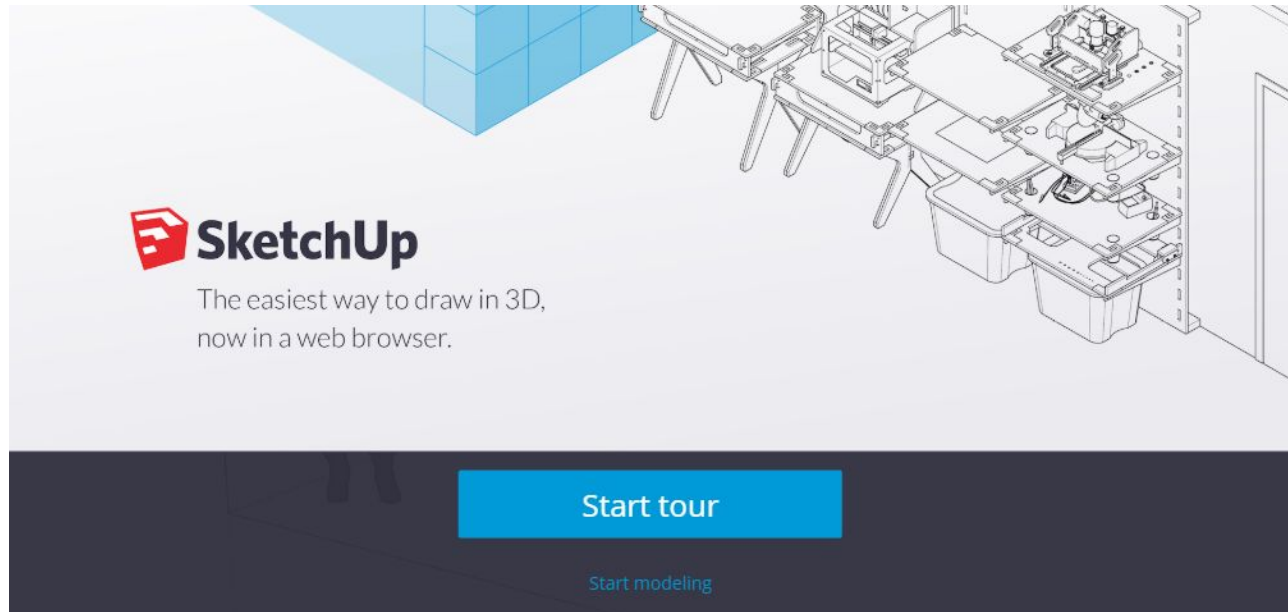 SketchUp
The easiest way to draw in 3D,
now in a web browser.
Start tour
Start modeling